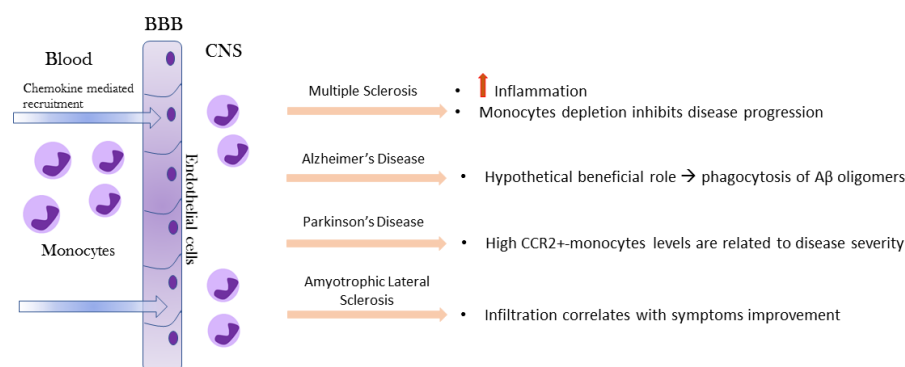 BBB
Blood
CNS
Chemokine mediated
recruitment
Monocytes
Endothelial cells
Multiple Sclerosis
• Inflammation
• Monocytes depletion inhibits disease progression
Alzheimer's Disease
• Hypothetical beneficial role → phagocytosis of Aβ oligomers
Parkinson's Disease
• High CCR2+-monocytes levels are related to disease severity
Amyotrophic Lateral
Sclerosis
• Infiltration correlates with symptoms improvement